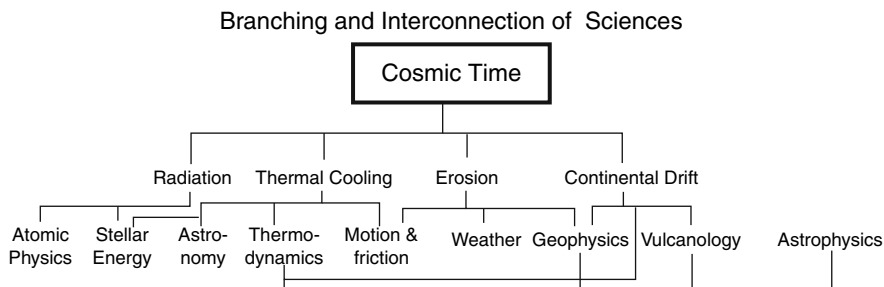 Branching and Interconnection of Sciences
Cosmic Time
Radiation Thermal Cooling Erosion Continental Drift
Atomic Physics
Stellar Energy
Astro-
nomy
Thermo-
dynamics
Motion &
friction
Weather
Geophysics
Vulcanology
Astrophysics